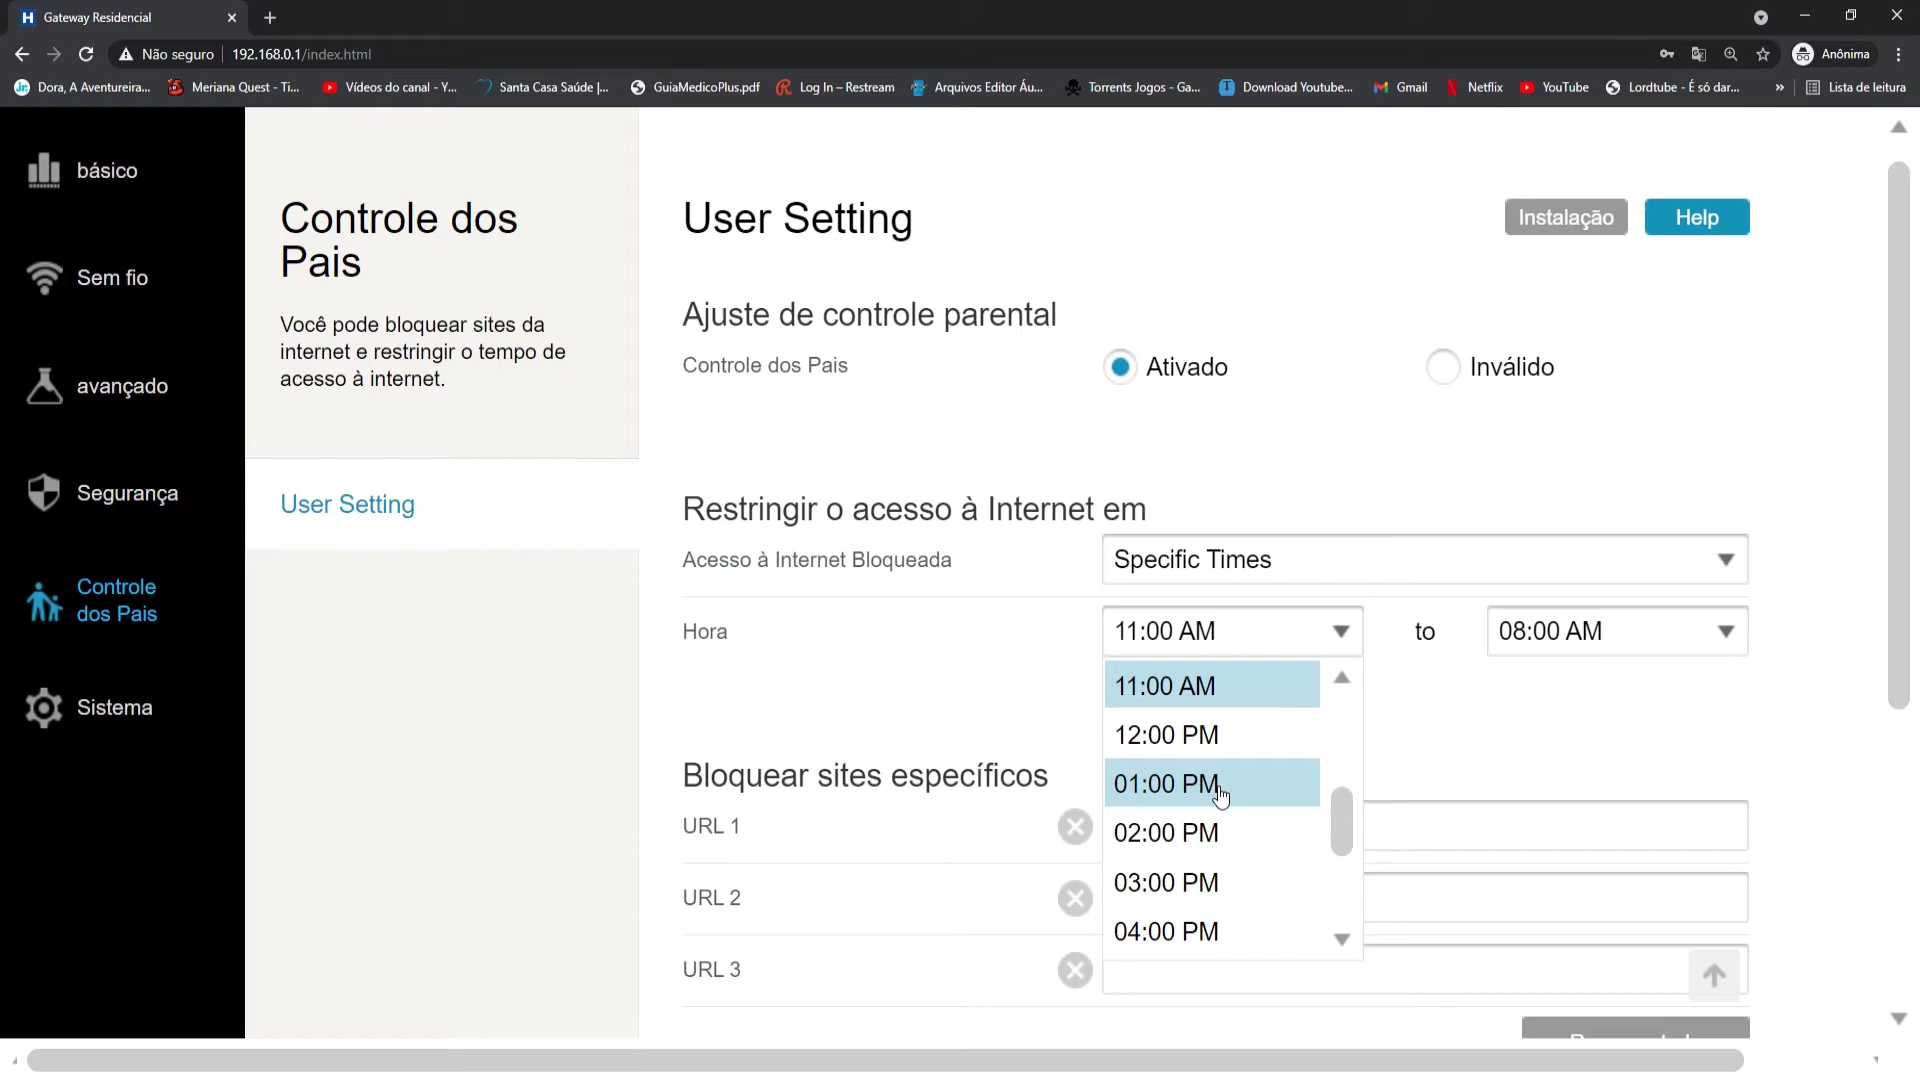 Gateway Residencial
Não seguro
192.168.0.1/index.html
Anônima
Dora, A Aventureira...
Meriana Quest - Ti...
Vídeos do canal - Y...
Santa Casa Saúde |...
GuiaMedicoPlus.pdf
Log In – Restream
Arquivos Editor Áu...
Torrents Jogos - Ga...
Download Youtube...
Gmail
Netflix
YouTube
Lordtube - É só dar...
»
Lista de leitura
básico
Sem fio
avançado
Segurança
Controle
dos Pais
Sistema
Controle dos
Pais
Você pode bloquear sites da
internet e restringir o tempo de
acesso à internet.
User Setting
User Setting
Instalação
Help
Ajuste de controle parental
Controle dos Pais
Ativado
Inválido
Restringir o acesso à Internet em
Acesso à Internet Bloqueada
Specific Times
Hora
11:00 AM
to
08:00 AM
11:00 AM
12:00 PM
01:00 PM
02:00 PM
03:00 PM
04:00 PM
Bloquear sites específicos
URL 1
URL 2
URL 3